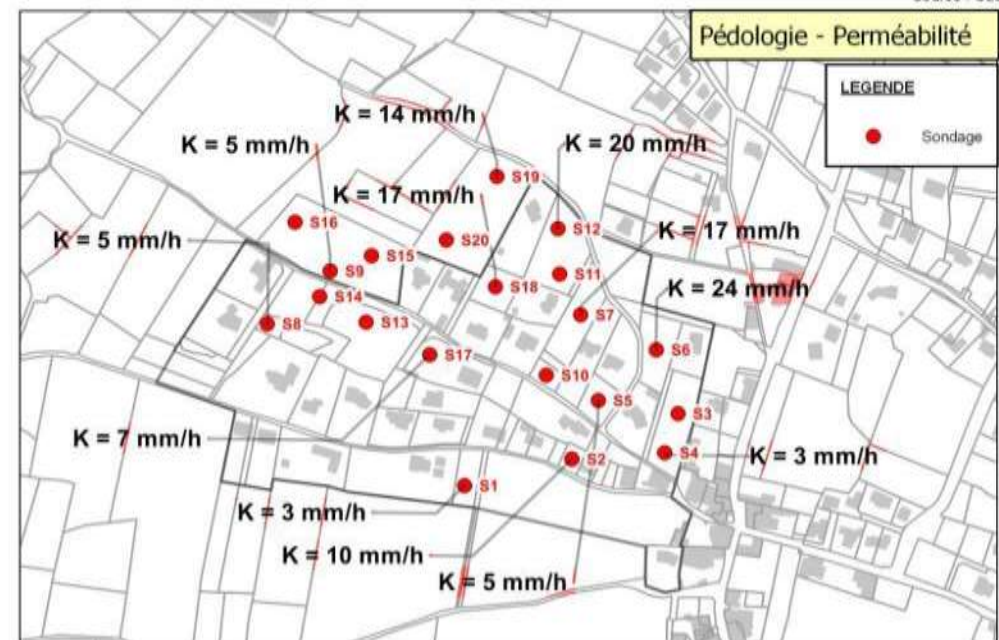 Pédologie - Perméabilité
LEGENDE
Sondage
K = 14 mm/h
K = 5 mm/h
K = 20 mm/h
S19
K = 17 mm/h
S16
S12
K = 17 mm/h
K = 5 mm/h
S20
S15
S9
S11
S18
K = 24 mm/h
S14
S8
S13
S7
S6
S17
S10
S5
S3
K = 7 mm/h
S2
S4
K = 3 mm/h
S1
K = 3 mm/h
K = 10 mm/h
K = 5 mm/h